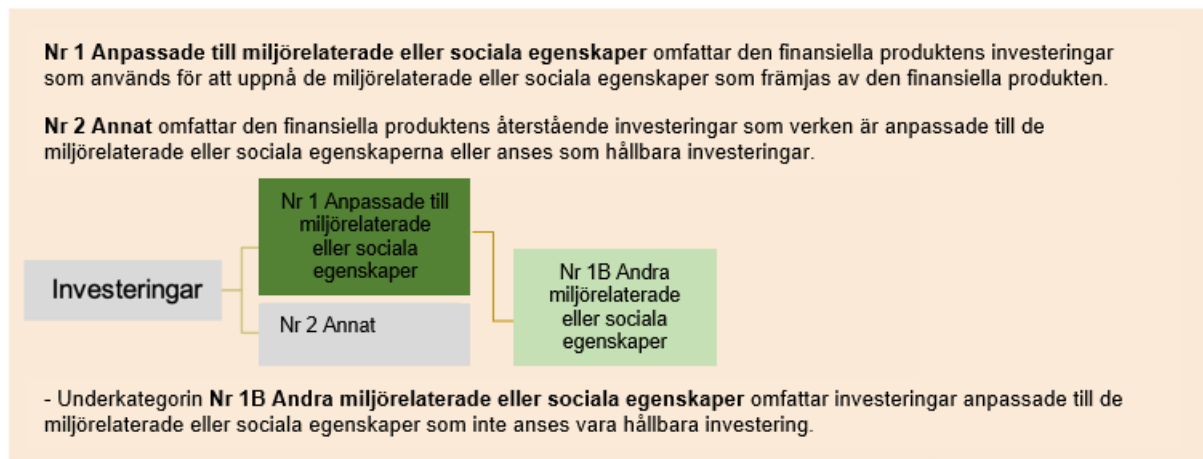 Nr 1 Anpassade till miljörelaterade eller sociala egenskaper omfattar den finansiella produktens investeringar
som används för att uppnå de miljörelaterade eller sociala egenskaper som främjas av den finansiella produkten.
Nr 2 Annat omfattar den finansiella produktens återstående investeringar som verken är anpassade till de
miljörelaterade eller sociala egenskaperna eller anses som hållbara investeringar.
Investeringar
Nr 1 Anpassade till
miljörelaterade
eller sociala
egenskaper
Nr 2 Annat
Nr 1B Andra
miljörelaterade
eller sociala
egenskaper
- Underkategorin Nr 1B Andra miljörelaterade eller sociala egenskaper omfattar investeringar anpassade till de
miljörelaterade eller sociala egenskaper som inte anses vara hållbara investering.